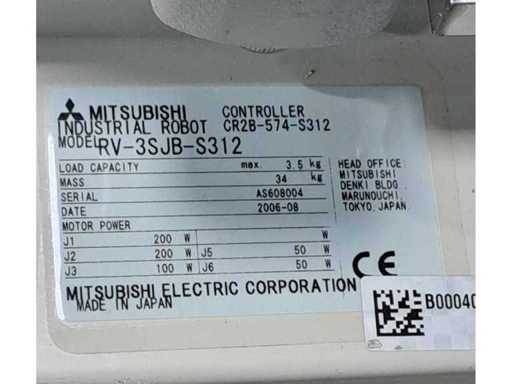 MITSUBISHI CONTROLLER
INDUSTRIAL ROBOT CR2B-574-S312
MODEL RV-3SJB-S312
LOAD CAPACITY max. 3.5 kg
MASS 34 kg
SERIAL AS608004
DATE 2006-08
MOTOR POWER
J1 200 W W
J2 200 W J5 50 W
J3 100 W J6 50 W
HEAD OFFICE:
MITSUBISHI
DENKI BLDG.
MARUNOUCHI,
TOKYO, JAPAN
CE
MITSUBISHI ELECTRIC CORPORATION
MADE IN JAPAN
B00040